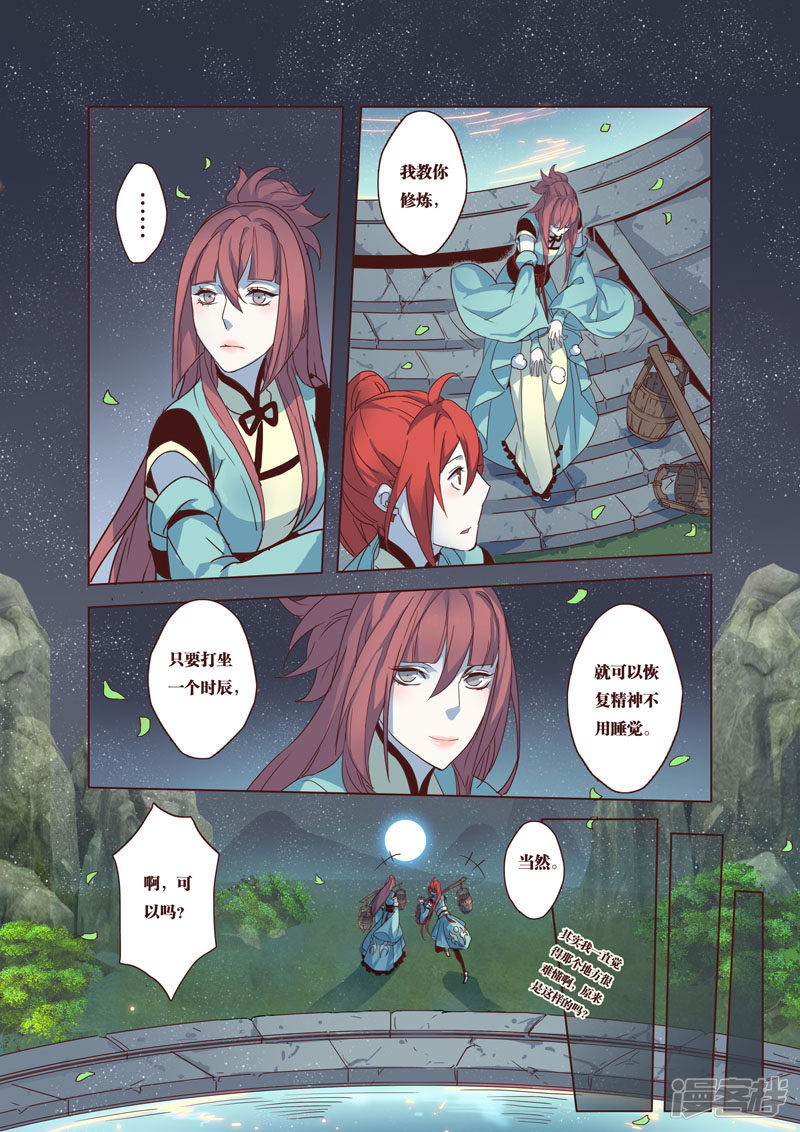 ……
我教你
修炼，
只要打坐
一个时辰，
就可以恢
复精神不
用睡觉。
啊，可
以吗？
当然。
其实我一直觉
得那个地方很
难懂啊，原来
是这样的吗？
漫客栈